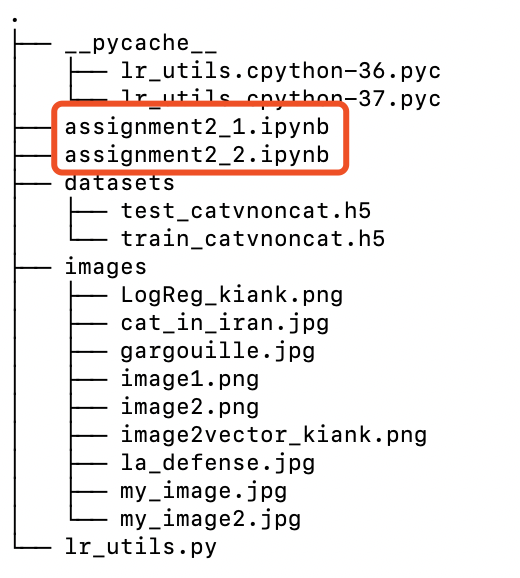 .
├── __pycache__
│   ├── lr_utils.cpython-36.pyc
│   └── lr_utils.cpython-37.pyc
├── assignment2_1.ipynb
├── assignment2_2.ipynb
├── datasets
│   ├── test_catvnoncat.h5
│   └── train_catvnoncat.h5
├── images
│   ├── LogReg_kiank.png
│   ├── cat_in_iran.jpg
│   ├── gargouille.jpg
│   ├── image1.png
│   ├── image2.png
│   ├── image2vector_kiank.png
│   ├── la_defense.jpg
│   ├── my_image.jpg
│   └── my_image2.jpg
└── lr_utils.py